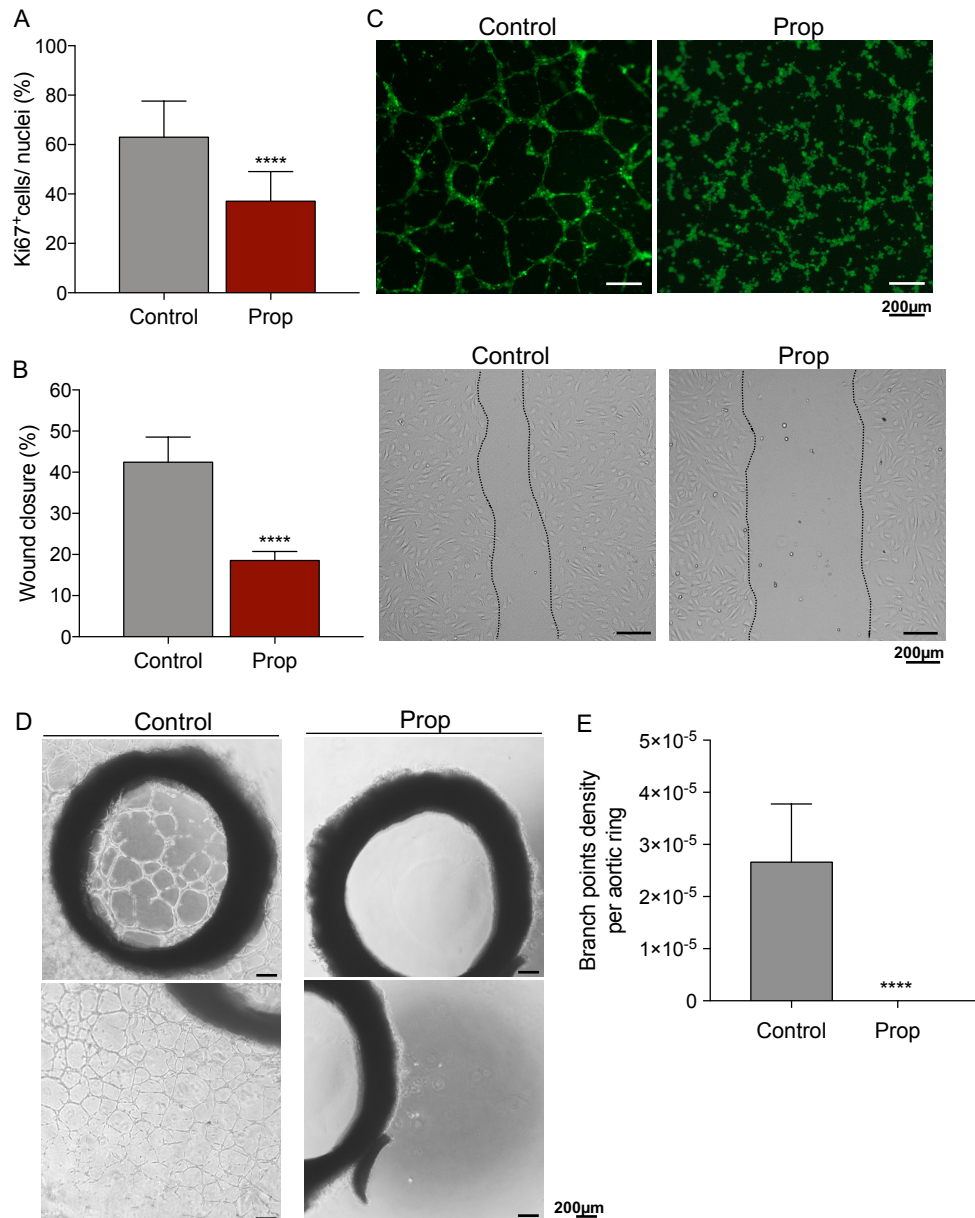 A
Ki67⁺cells/ nuclei (%)
100
80
60
40
20
0
****
Control Prop
C
Control Prop
200µm
B
Wound closure (%)
60
50
40
30
20
10
0
****
Control Prop
Control Prop
200µm
D
Control Prop
200µm
E
Branch points density
per aortic ring
5×10⁻⁵
4×10⁻⁵
3×10⁻⁵
2×10⁻⁵
1×10⁻⁵
0
****
Control Prop